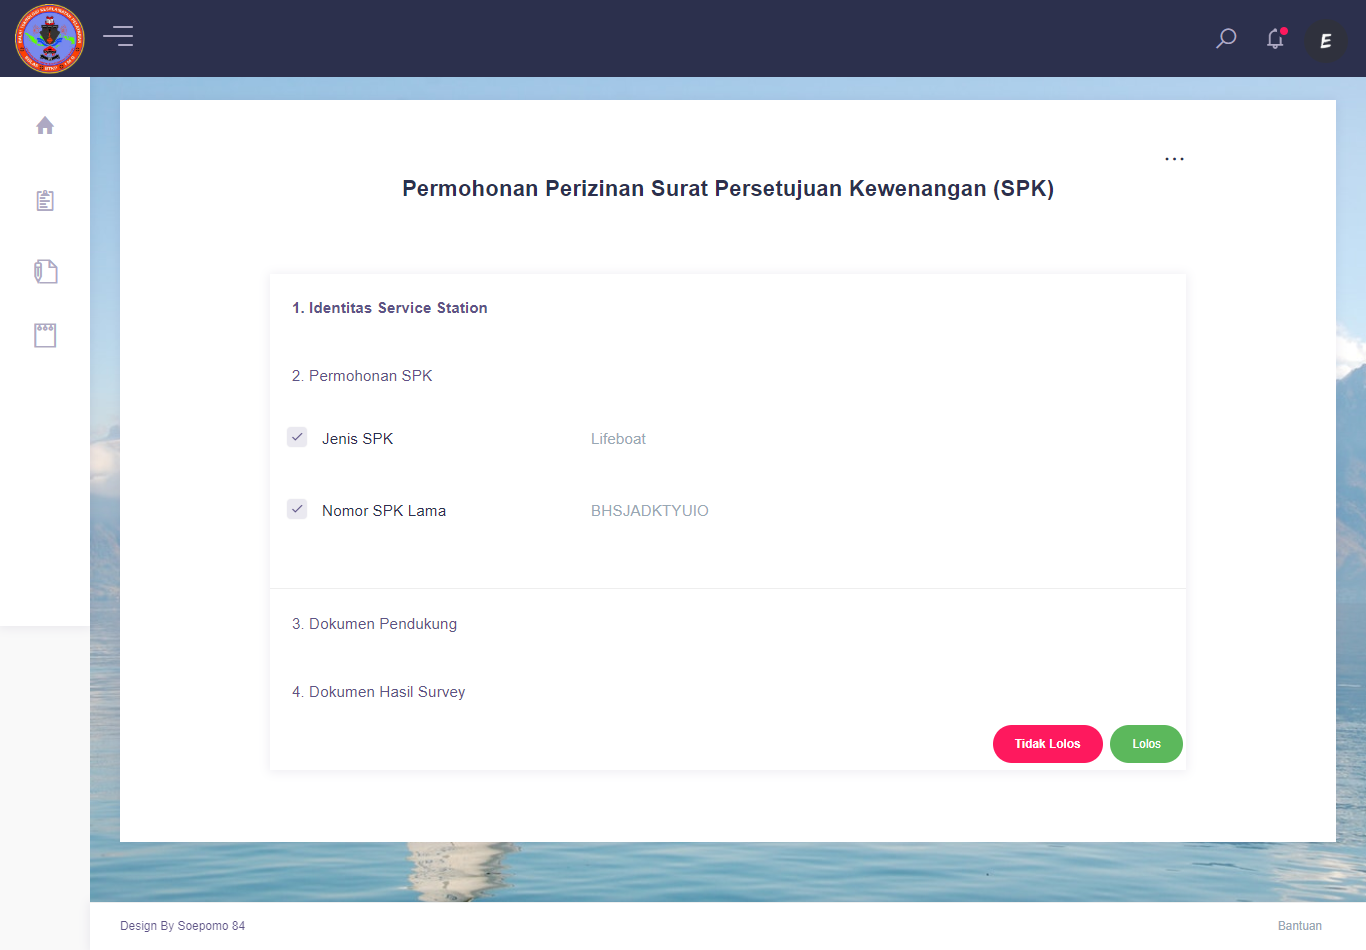 E
...
Permohonan Perizinan Surat Persetujuan Kewenangan (SPK)
1. Identitas Service Station
2. Permohonan SPK
Jenis SPK Lifeboat
Nomor SPK Lama BHSJADKTYUIO
3. Dokumen Pendukung
4. Dokumen Hasil Survey
Tidak Lolos Lolos
Design By Soepomo 84 Bantuan